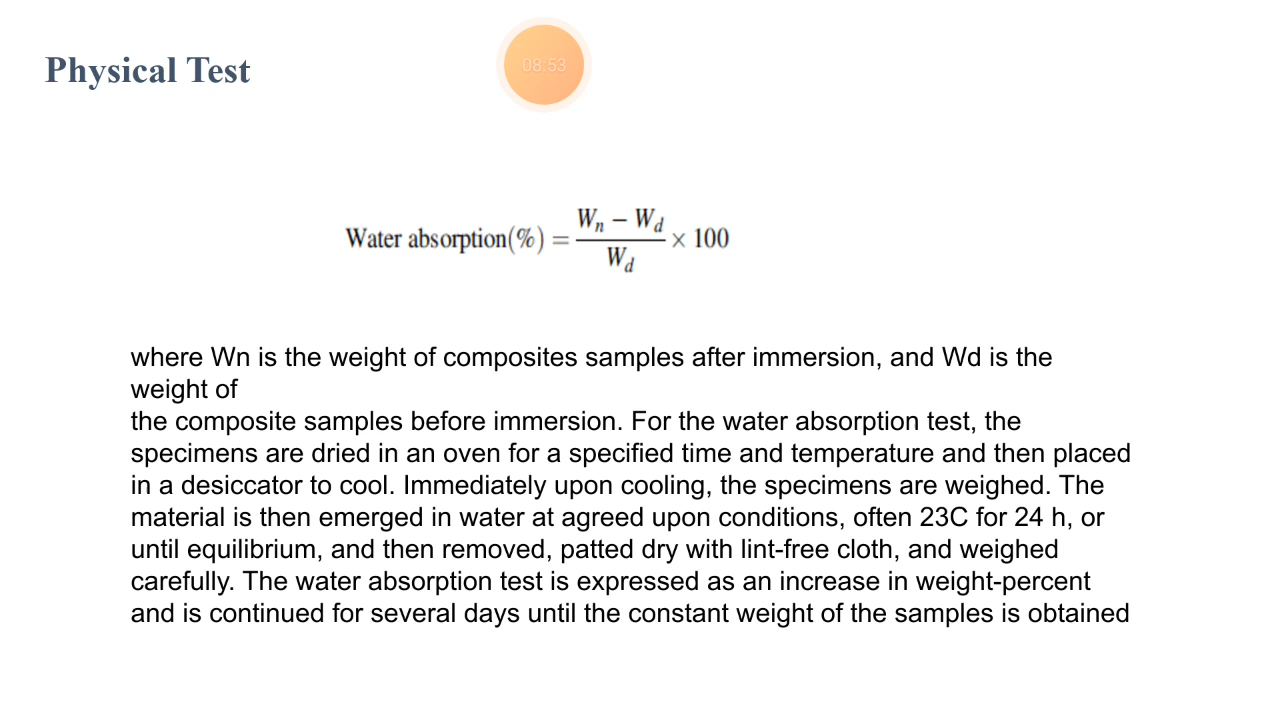 Physical Test
08:53
Water absorption(%) = \frac{W_n - W_d}{W_d} × 100
where Wn is the weight of composites samples after immersion, and Wd is the
weight of
the composite samples before immersion. For the water absorption test, the
specimens are dried in an oven for a specified time and temperature and then placed
in a desiccator to cool. Immediately upon cooling, the specimens are weighed. The
material is then emerged in water at agreed upon conditions, often 23C for 24 h, or
until equilibrium, and then removed, patted dry with lint-free cloth, and weighed
carefully. The water absorption test is expressed as an increase in weight-percent
and is continued for several days until the constant weight of the samples is obtained